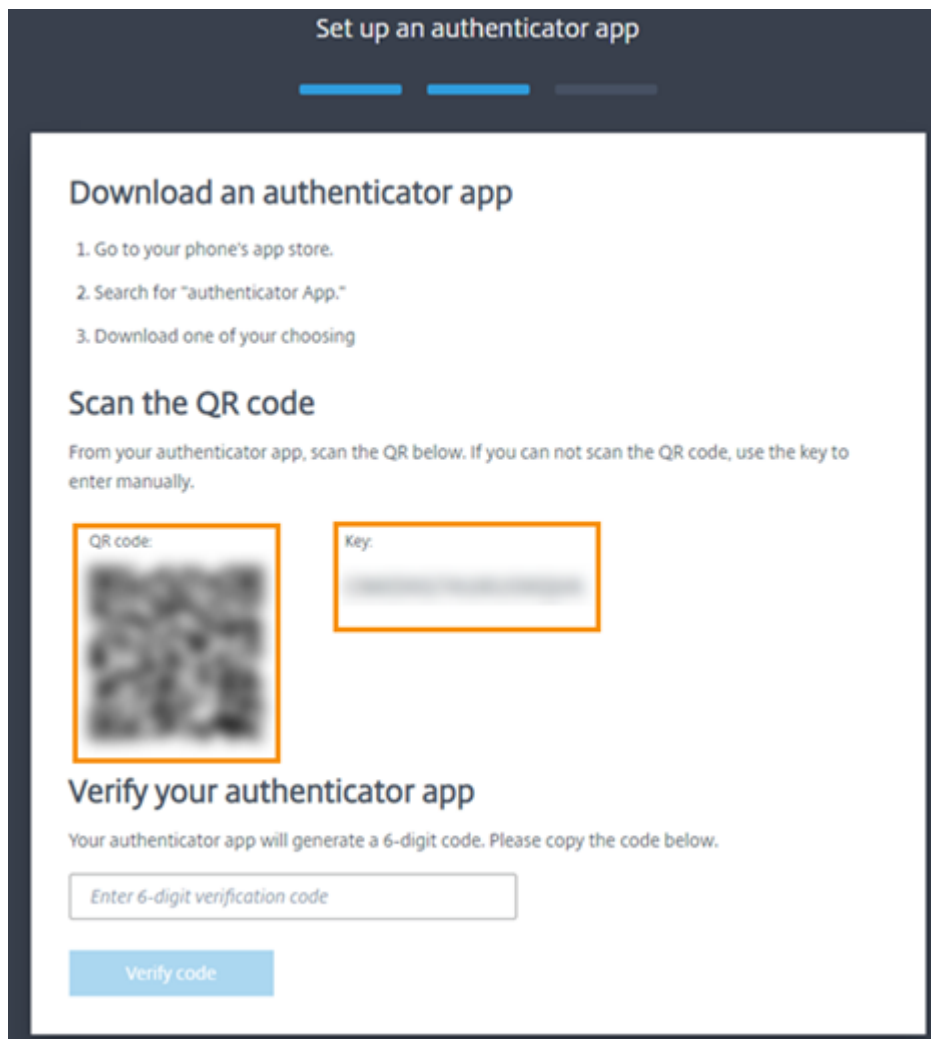 Set up an authenticator app
Download an authenticator app
1. Go to your phone's app store.
2. Search for "authenticator App."
3. Download one of your choosing
Scan the QR code
From your authenticator app, scan the QR below. If you can not scan the QR code, use the key to
enter manually.
QR code:
Key:
Verify your authenticator app
Your authenticator app will generate a 6-digit code. Please copy the code below.
Enter 6-digit verification code
Verify code